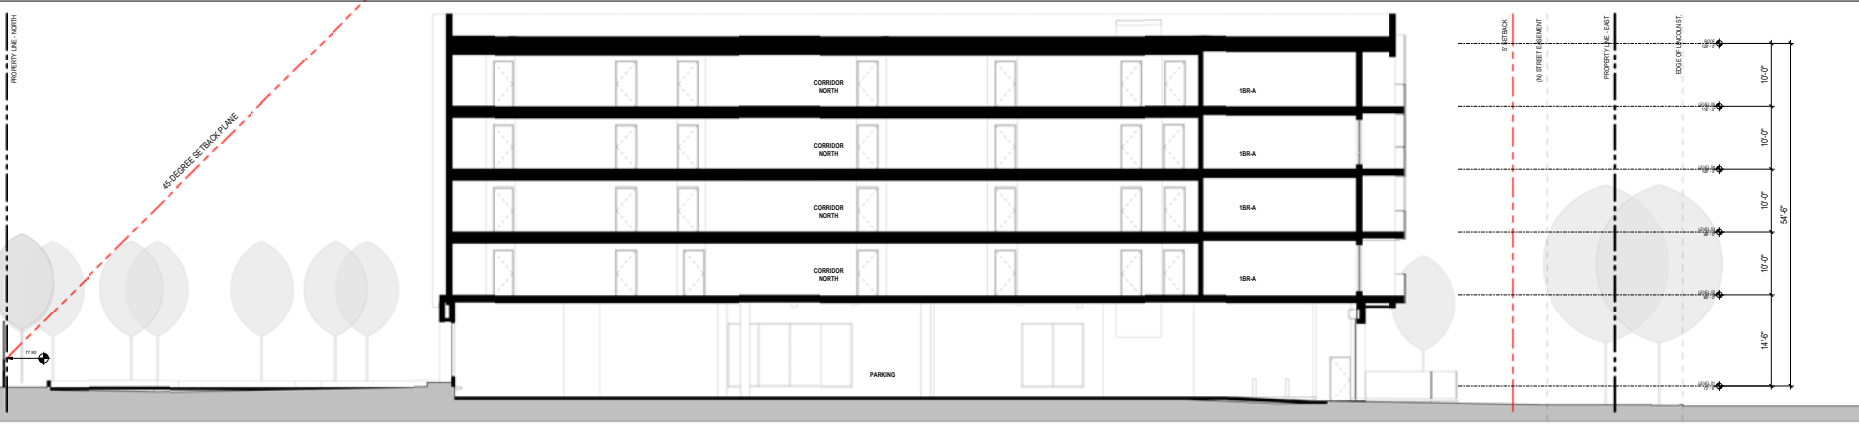 PROPERTY LINE - NORTH
45-DEGREE SETBACK PLANE
77.90
CORRIDOR
NORTH
1BR-A
CORRIDOR
NORTH
1BR-A
CORRIDOR
NORTH
1BR-A
CORRIDOR
NORTH
1BR-A
PARKING
5' SETBACK
(N) STREET EASEMENT
PROPERTY LINE - EAST
EDGE OF LINCOLN ST.
10'-0"
10'-0"
10'-0"
10'-0"
14'-6"
54'-6"